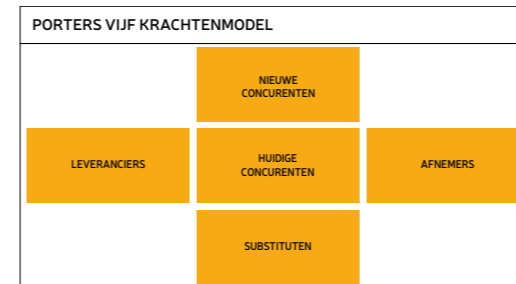 PORTERS VIJF KRACHTENMODEL
NIEUWE
CONCURENTEN
LEVERANCIERS
HUIDIGE
CONCURENTEN
AFNEMERS
SUBSTITUTEN